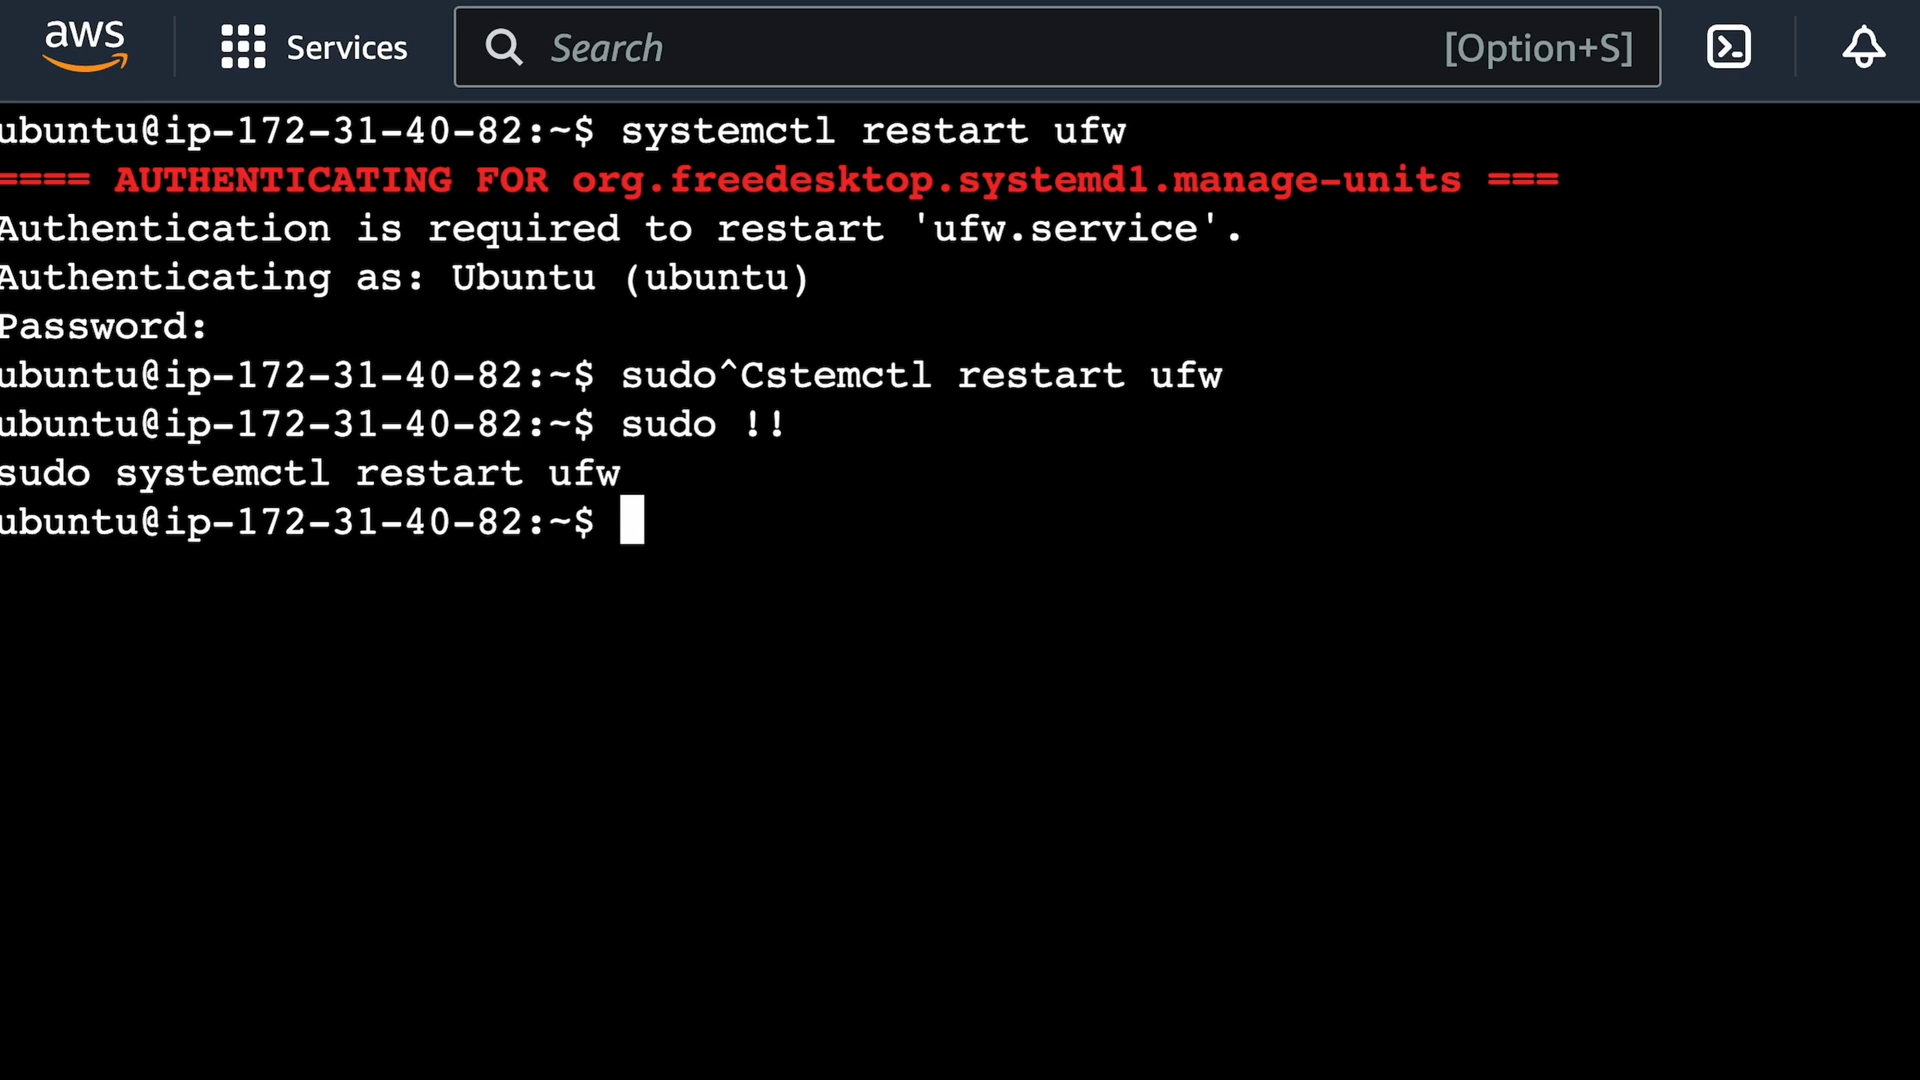 aws
Services
Search
[Option+S]
ubuntu@ip-172-31-40-82:~$ systemctl restart ufw
==== AUTHENTICATING FOR org.freedesktop.systemd1.manage-units ===
Authentication is required to restart 'ufw.service'.
Authenticating as: Ubuntu (ubuntu)
Password:
ubuntu@ip-172-31-40-82:~$ sudo^Cstemctl restart ufw
ubuntu@ip-172-31-40-82:~$ sudo !!
sudo systemctl restart ufw
ubuntu@ip-172-31-40-82:~$